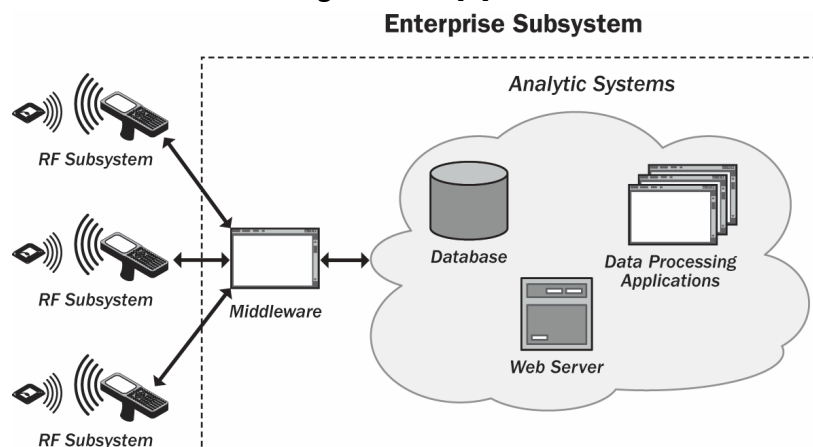 Enterprise Subsystem
Analytic Systems
RF Subsystem
Database
Data Processing
Applications
RF Subsystem
Middleware
Web Server
RF Subsystem